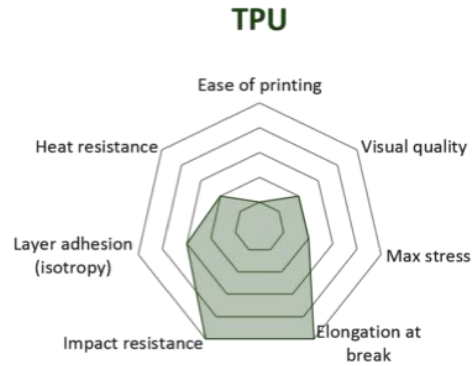 TPU
Ease of printing
Heat resistance
Visual quality
Layer adhesion
(isotropy)
Max stress
Impact resistance
Elongation at
break